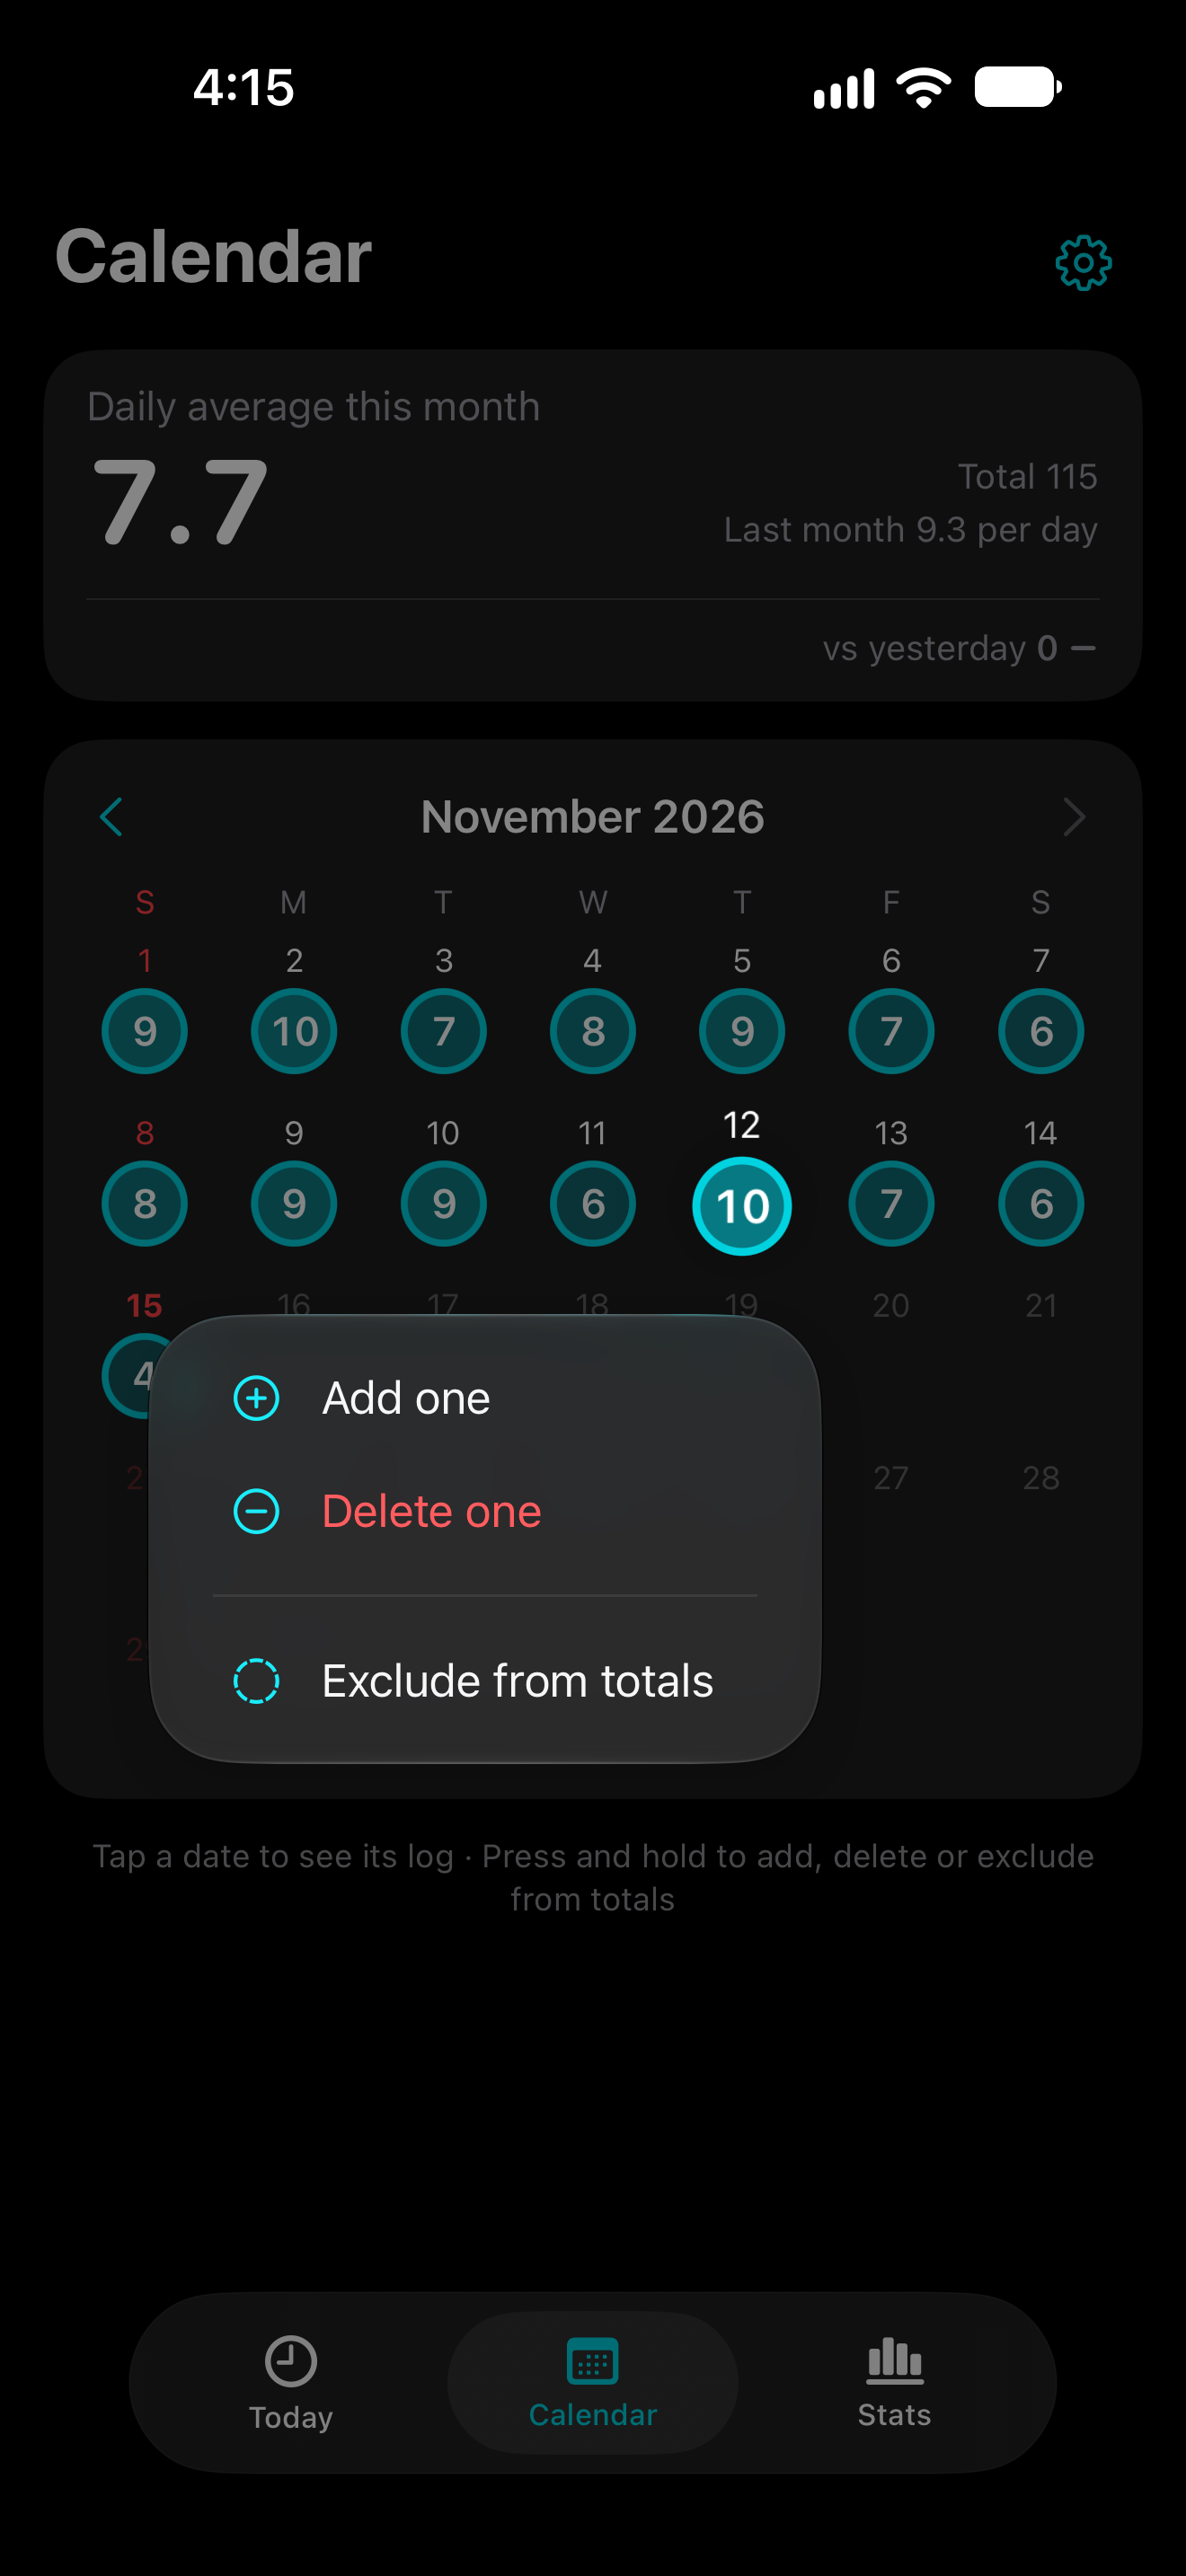 4:15
Calendar
Daily average this month
7.7
Total 115
Last month 9.3 per day
vs yesterday 0 –
November 2026
S M T W T F S
1 2 3 4 5 6 7
9 10 7 8 9 7 6
8 9 10 11 12 13 14
8 9 9 6 10 7 6
15 16 17 18 19 20 21
4
Add one
27 28
Delete one
Exclude from totals
Tap a date to see its log · Press and hold to add, delete or exclude
from totals
Today Calendar Stats